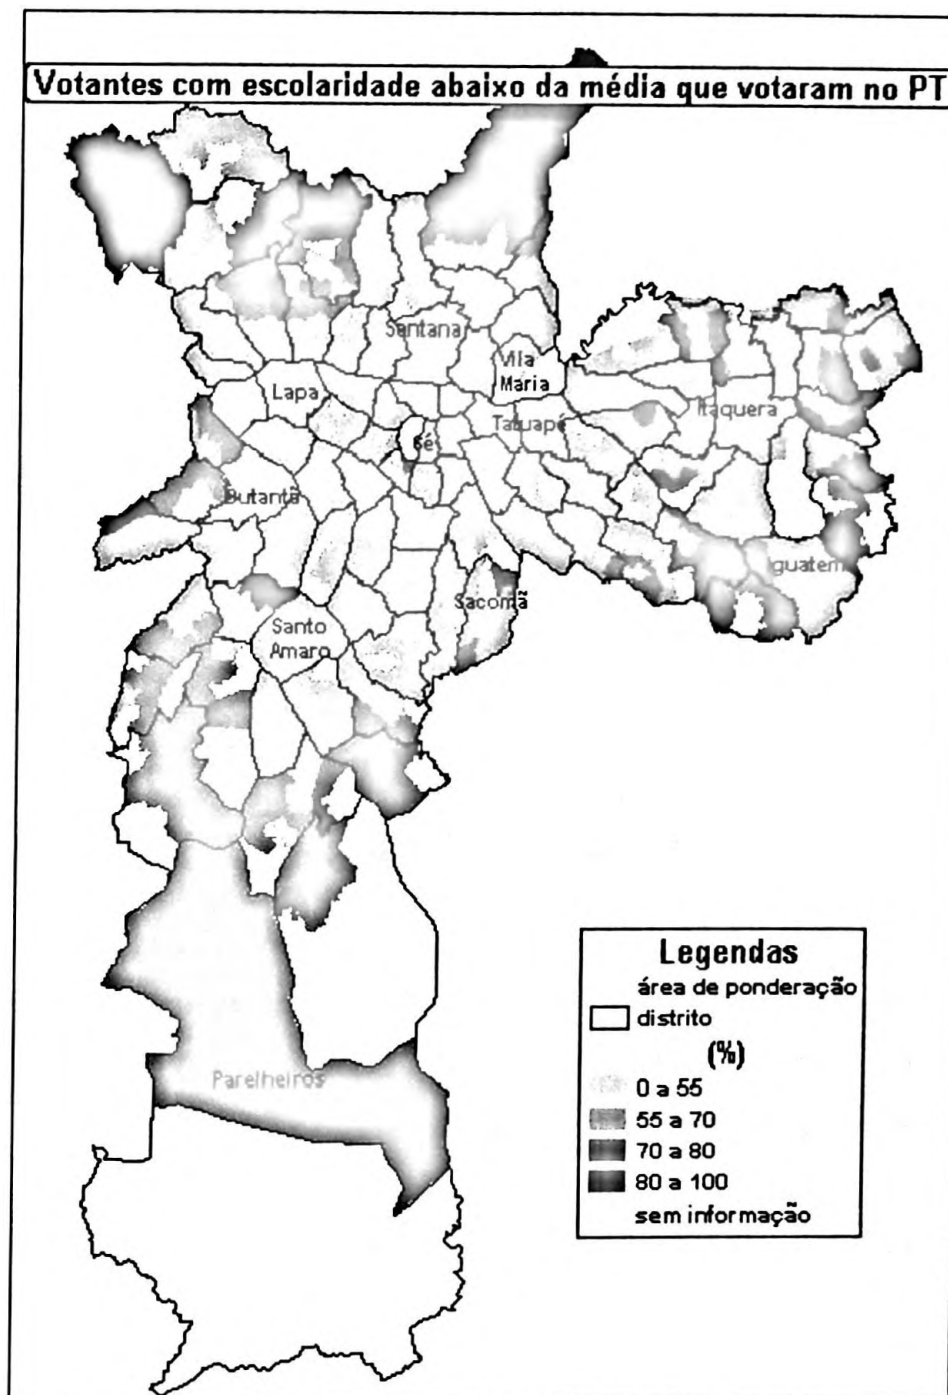 Votantes com escolaridade abaixo da média que votaram no PT
Santana
Vila
Maria
Lapa
Itaquera
Tatuapé
Sé
Butantã
Iguatemi
Sacomã
Santo
Amaro
Parelheiros
Legendas
área de ponderação
distrito
(%)
0 a 55
55 a 70
70 a 80
80 a 100
sem informação